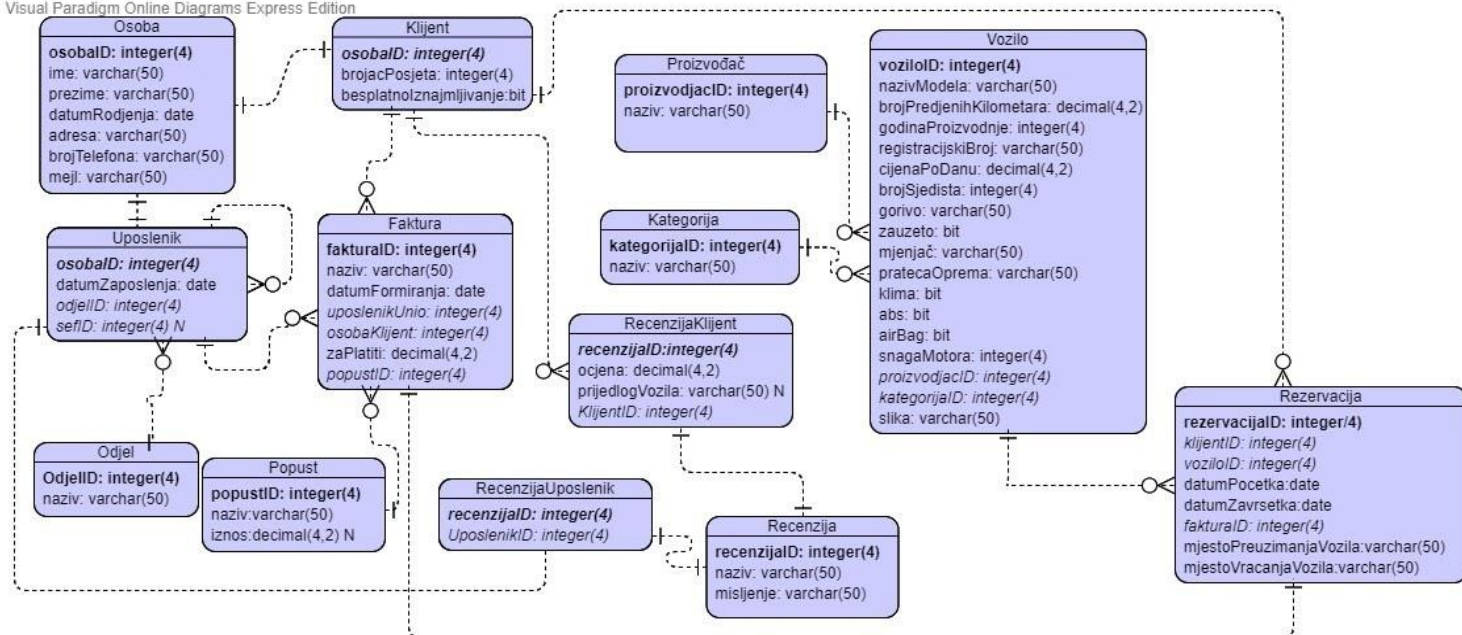 Visual Paradigm Online Diagrams Express Edition
Osoba
osobaID: integer(4)
ime: varchar(50)
prezime: varchar(50)
datumRodjenja: date
adresa: varchar(50)
brojTelefona: varchar(50)
mejl: varchar(50)
Klijent
osobaID: integer(4)
brojacPosjeta: integer(4)
besplatnoIznajmljivanje:bit
Proizvođač
proizvodjacID: integer(4)
naziv: varchar(50)
Vozilo
voziloID: integer(4)
nazivModela: varchar(50)
brojPredjenihKilometara: decimal(4,2)
godinaProizvodnje: integer(4)
registracijskiBroj: varchar(50)
cijenaPoDanu: decimal(4,2)
brojSjedista: integer(4)
gorivo: varchar(50)
zauzeto: bit
mjenjač: varchar(50)
pratecaOprema: varchar(50)
klima: bit
abs: bit
airBag: bit
snagaMotora: integer(4)
proizvodjacID: integer(4)
kategorijaID: integer(4)
slika: varchar(50)
Uposlenik
osobaID: integer(4)
datumZaposlenja: date
odjelID: integer(4)
sefID: integer(4) N
Faktura
fakturaID: integer(4)
naziv: varchar(50)
datumFormiranja: date
uposlenikUnio: integer(4)
osobaKlijent: integer(4)
zaPlatiti: decimal(4,2)
popustID: integer(4)
Kategorija
kategorijaID: integer(4)
naziv: varchar(50)
RecenzijaKlijent
recenzijaID:integer(4)
ocjena: decimal(4,2)
prijedlogVozila: varchar(50) N
KlijentID: integer(4)
Rezervacija
rezervacijaID: integer/4)
klijentID: integer(4)
voziloID: integer(4)
datumPocetka:date
datumZavrsetka:date
fakturaID: integer(4)
mjestoPreuzimanjaVozila:varchar(50)
mjestoVracanjaVozila:varchar(50)
Odjel
OdjelID: integer(4)
naziv: varchar(50)
Popust
popustID: integer(4)
naziv:varchar(50)
iznos:decimal(4,2) N
RecenzijaUposlenik
recenzijaID: integer(4)
UposlenikID: integer(4)
Recenzija
recenzijaID: integer(4)
naziv: varchar(50)
misljenje: varchar(50)